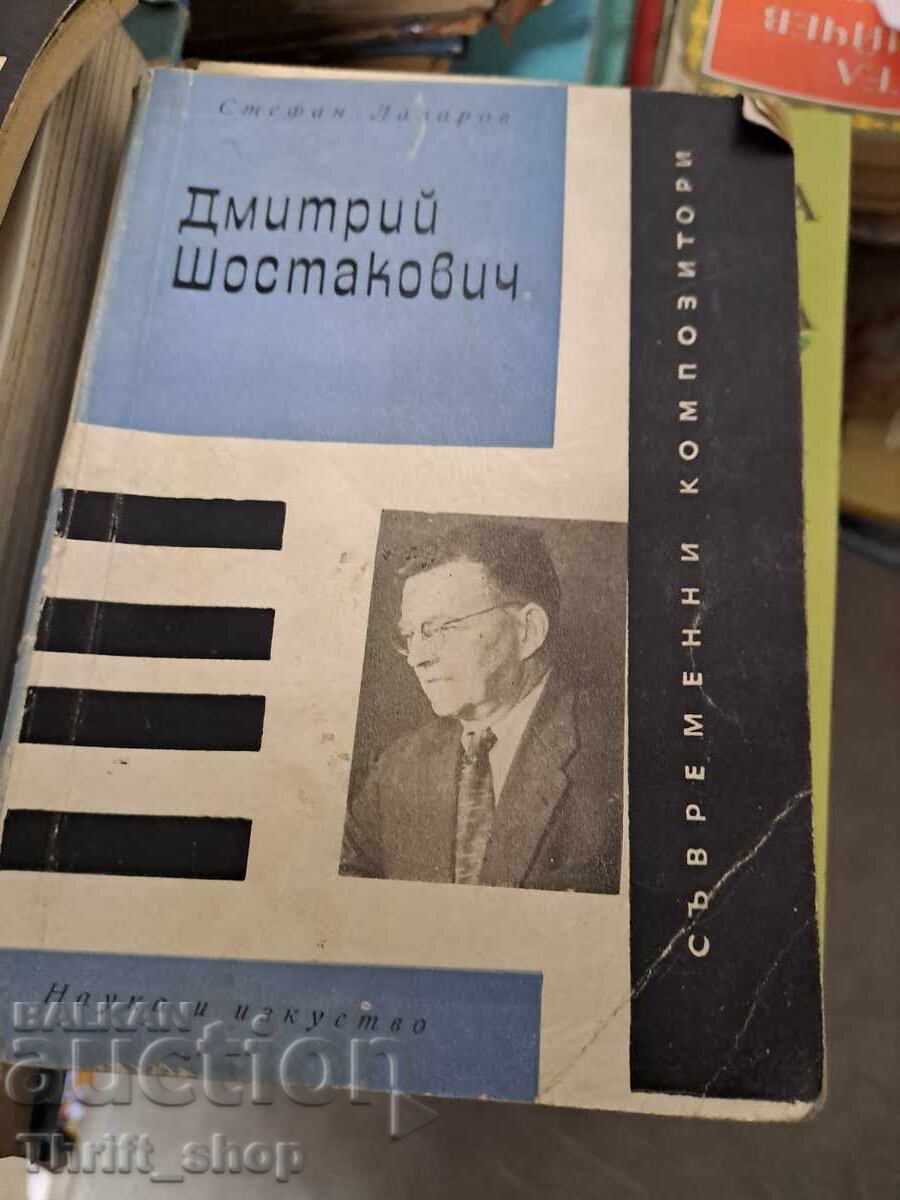 Стефан Лазаров
Дмитрий
Шостакович
СЪВРЕМЕННИ КОМПОЗИТОРИ
Наука и изкуство
BALKAN
auction
Thrift_shop